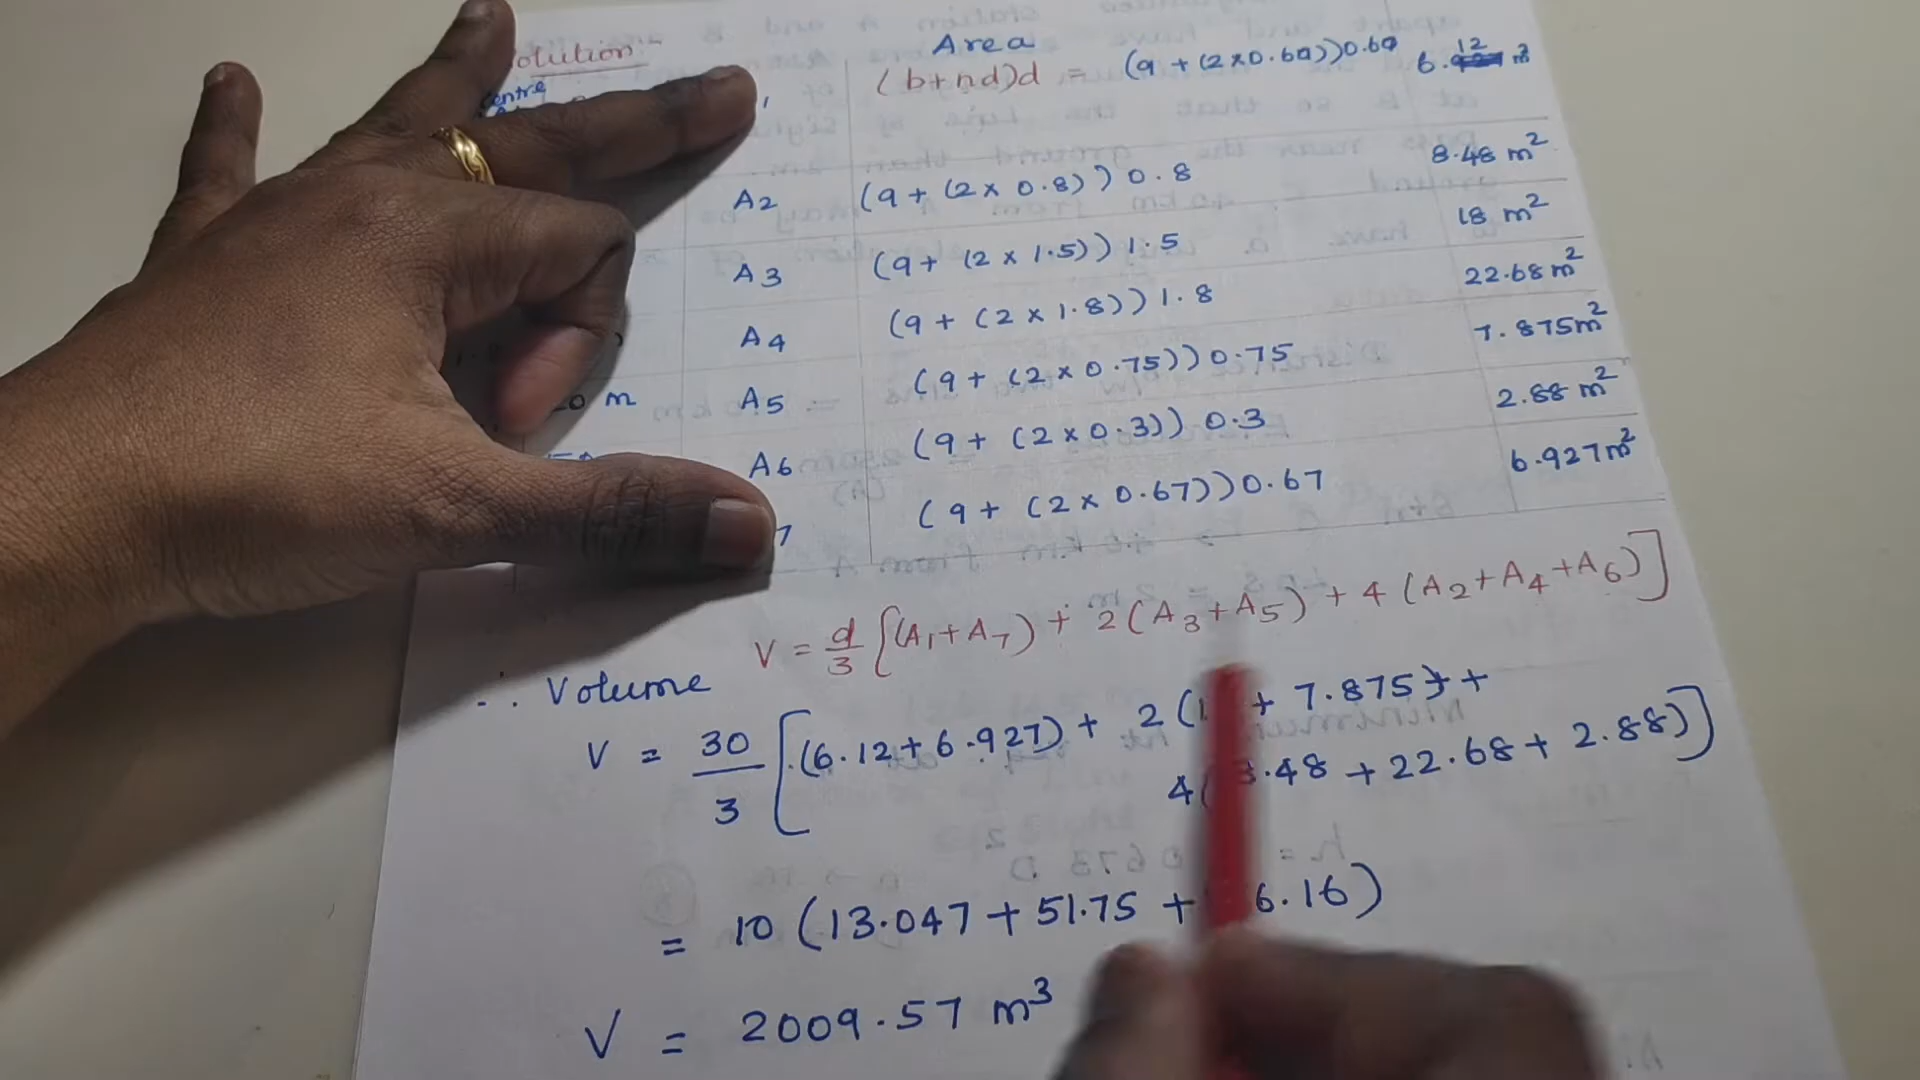 olution
Area
Centre
(b+nd)d = (9+(2×0.60))0.60 6.12 m²
A2 (9+(2×0.8))0.8 8.48 m²
A3 (9+(2×1.5))1.5 18 m²
A4 (9+(2×1.8))1.8 22.68 m²
m A5 (9+(2×0.75))0.75 7.875m²
A6 (9+(2×0.3))0.3 2.88 m²
7 (9+(2×0.67))0.67 6.927m²
V = d/3 [(A1+A7)+2(A3+A5)+4(A2+A4+A6)]
∴ Volume
V = 30/3 [(6.12+6.927)+2( + 7.875)+
4( .48+22.68+2.88)]
= 10(13.047+51.75+ 6.16)
V = 2009.57 m³